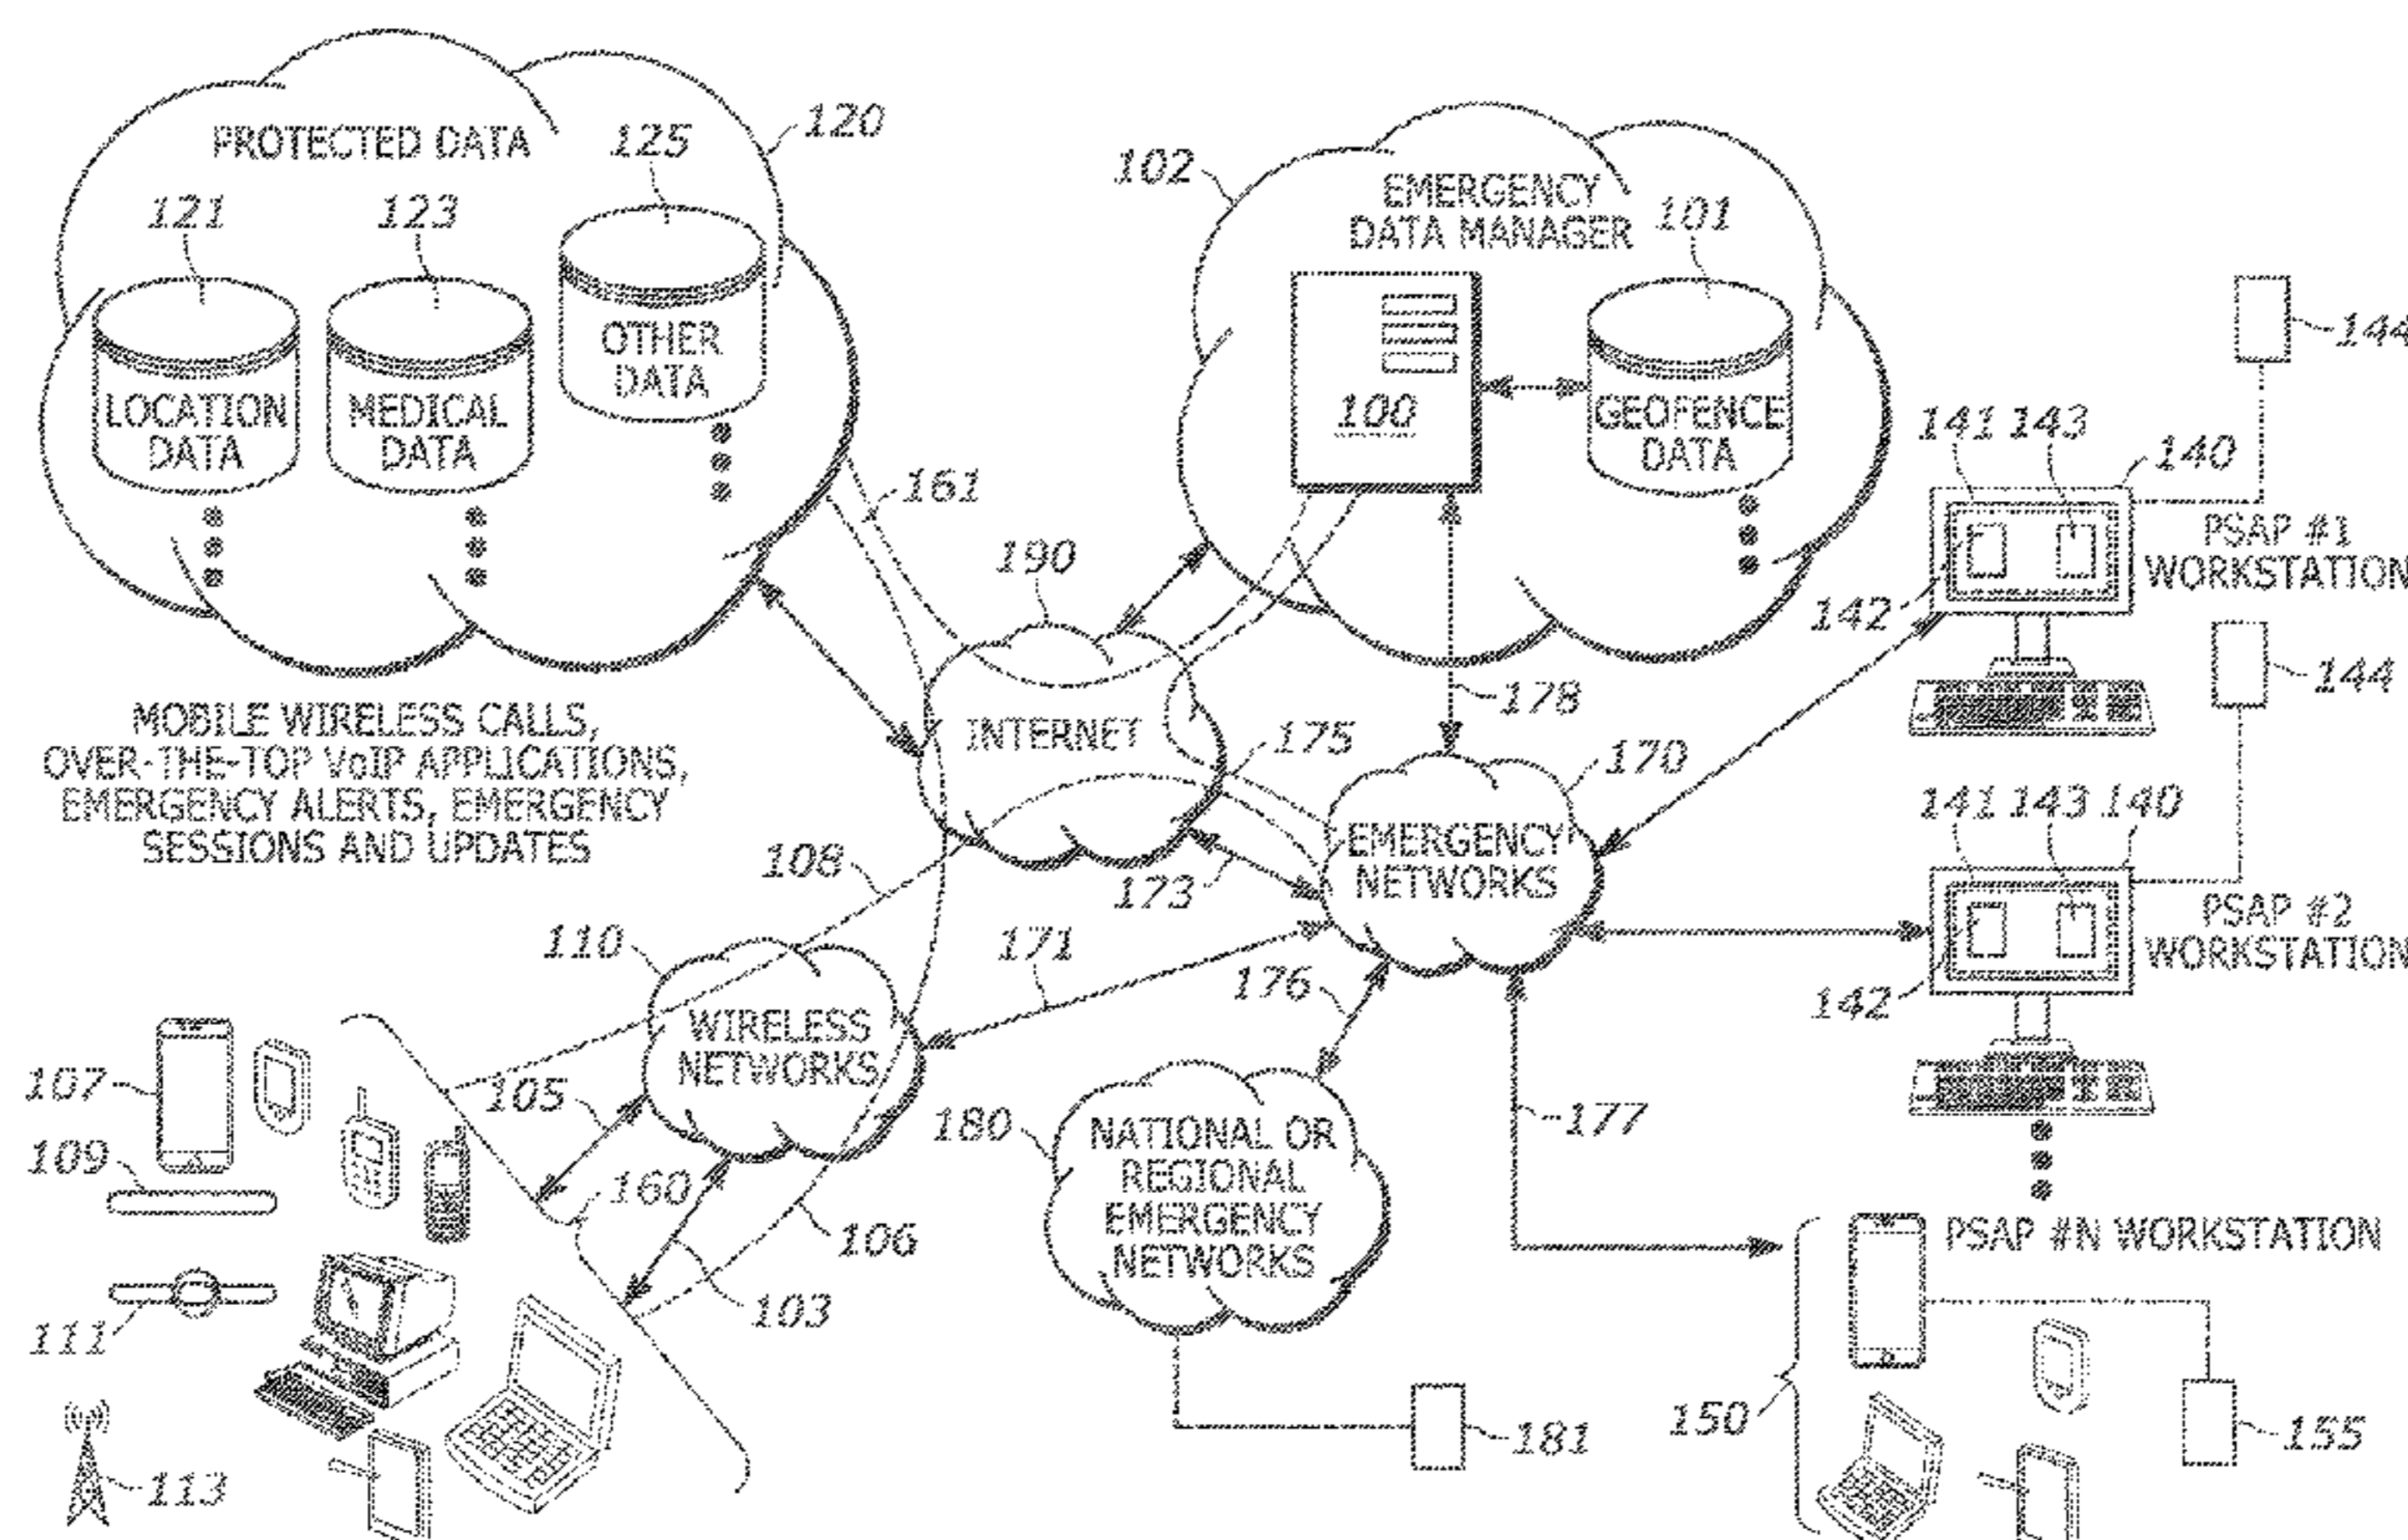 PROTECTED DATA
120
125
121
123
LOCATION
DATA
MEDICAL
DATA
OTHER
DATA
161
102
EMERGENCY
DATA MANAGER
101
100
GEOFENCE
DATA
144
141 143
140
PSAP #1
WORKSTATION
142
144
190
INTERNET
178
175
170
MOBILE WIRELESS CALLS,
OVER-THE-TOP VoIP APPLICATIONS,
EMERGENCY ALERTS, EMERGENCY
SESSIONS AND UPDATES
108
173
EMERGENCY
NETWORKS
141 143 140
PSAP #2
WORKSTATION
142
110
171
176
WIRELESS
NETWORKS
107
105
109
160
106
103
111
113
180
NATIONAL OR
REGIONAL
EMERGENCY
NETWORKS
177
181
PSAP #N WORKSTATION
150
155